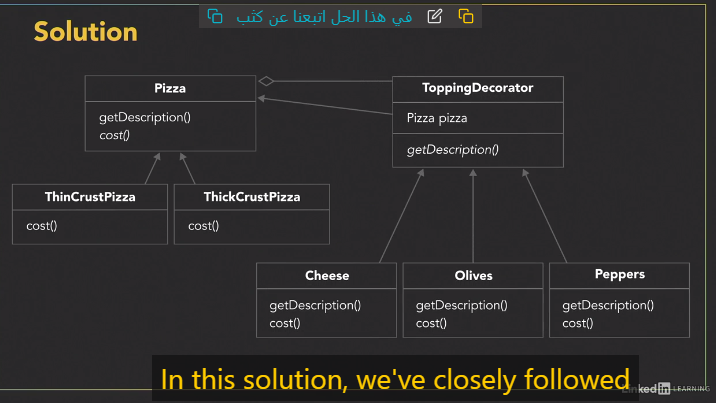 في هذا الحل اتبعنا عن كثب
Solution
Pizza
getDescription()
cost()
ToppingDecorator
Pizza pizza
getDescription()
ThinCrustPizza
cost()
ThickCrustPizza
cost()
Cheese
getDescription()
cost()
Olives
getDescription()
cost()
Peppers
getDescription()
cost()
In this solution, we've closely followed
Linked in LEARNING